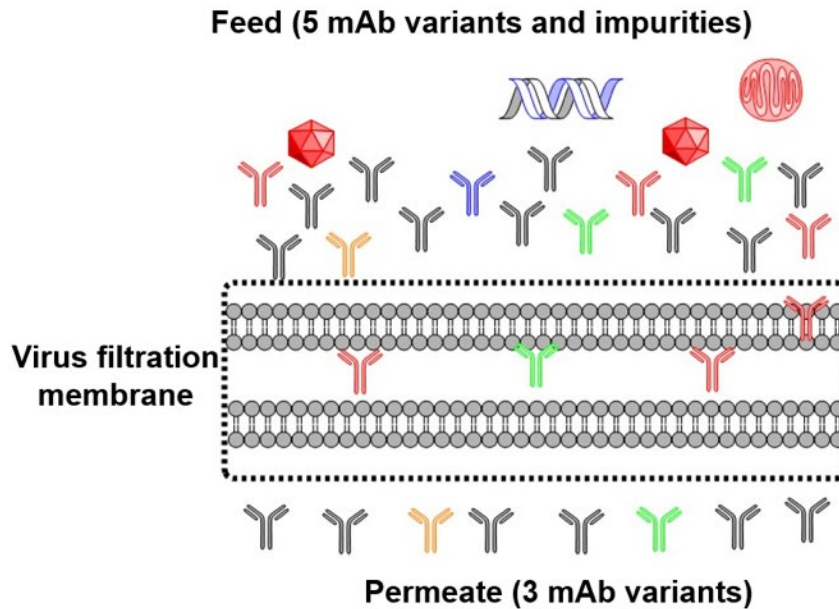 Feed (5 mAb variants and impurities)
Virus filtration
membrane
Permeate (3 mAb variants)